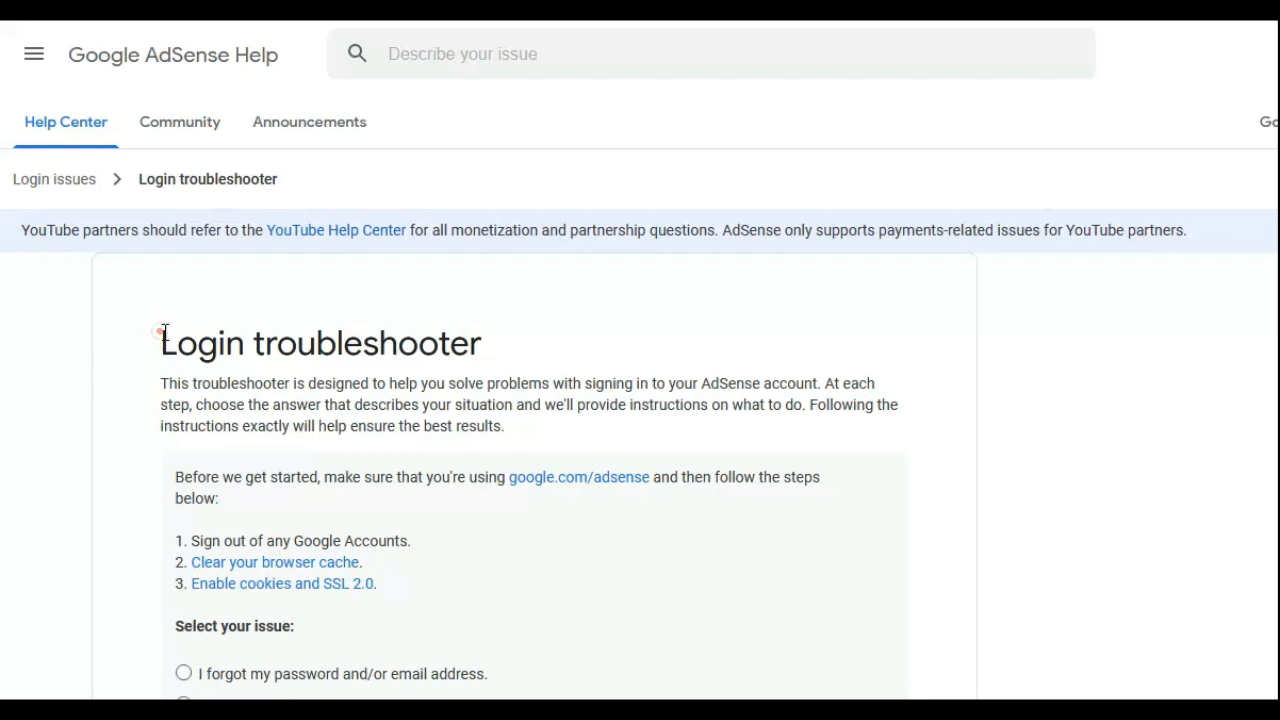 Google AdSense Help
Describe your issue
Help Center
Community
Announcements
Login issues
Login troubleshooter
YouTube partners should refer to the YouTube Help Center for all monetization and partnership questions. AdSense only supports payments-related issues for YouTube partners.
Login troubleshooter
This troubleshooter is designed to help you solve problems with signing in to your AdSense account. At each
step, choose the answer that describes your situation and we'll provide instructions on what to do. Following the
instructions exactly will help ensure the best results.
Before we get started, make sure that you're using google.com/adsense and then follow the steps
below:
1. Sign out of any Google Accounts.
2. Clear your browser cache.
3. Enable cookies and SSL 2.0.
Select your issue:
I forgot my password and/or email address.